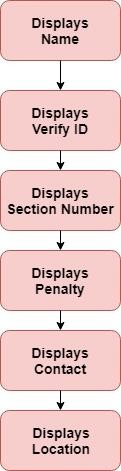 Displays
Name
Displays
Verify ID
Displays
Section Number
Displays
Penalty
Displays
Contact
Displays
Location